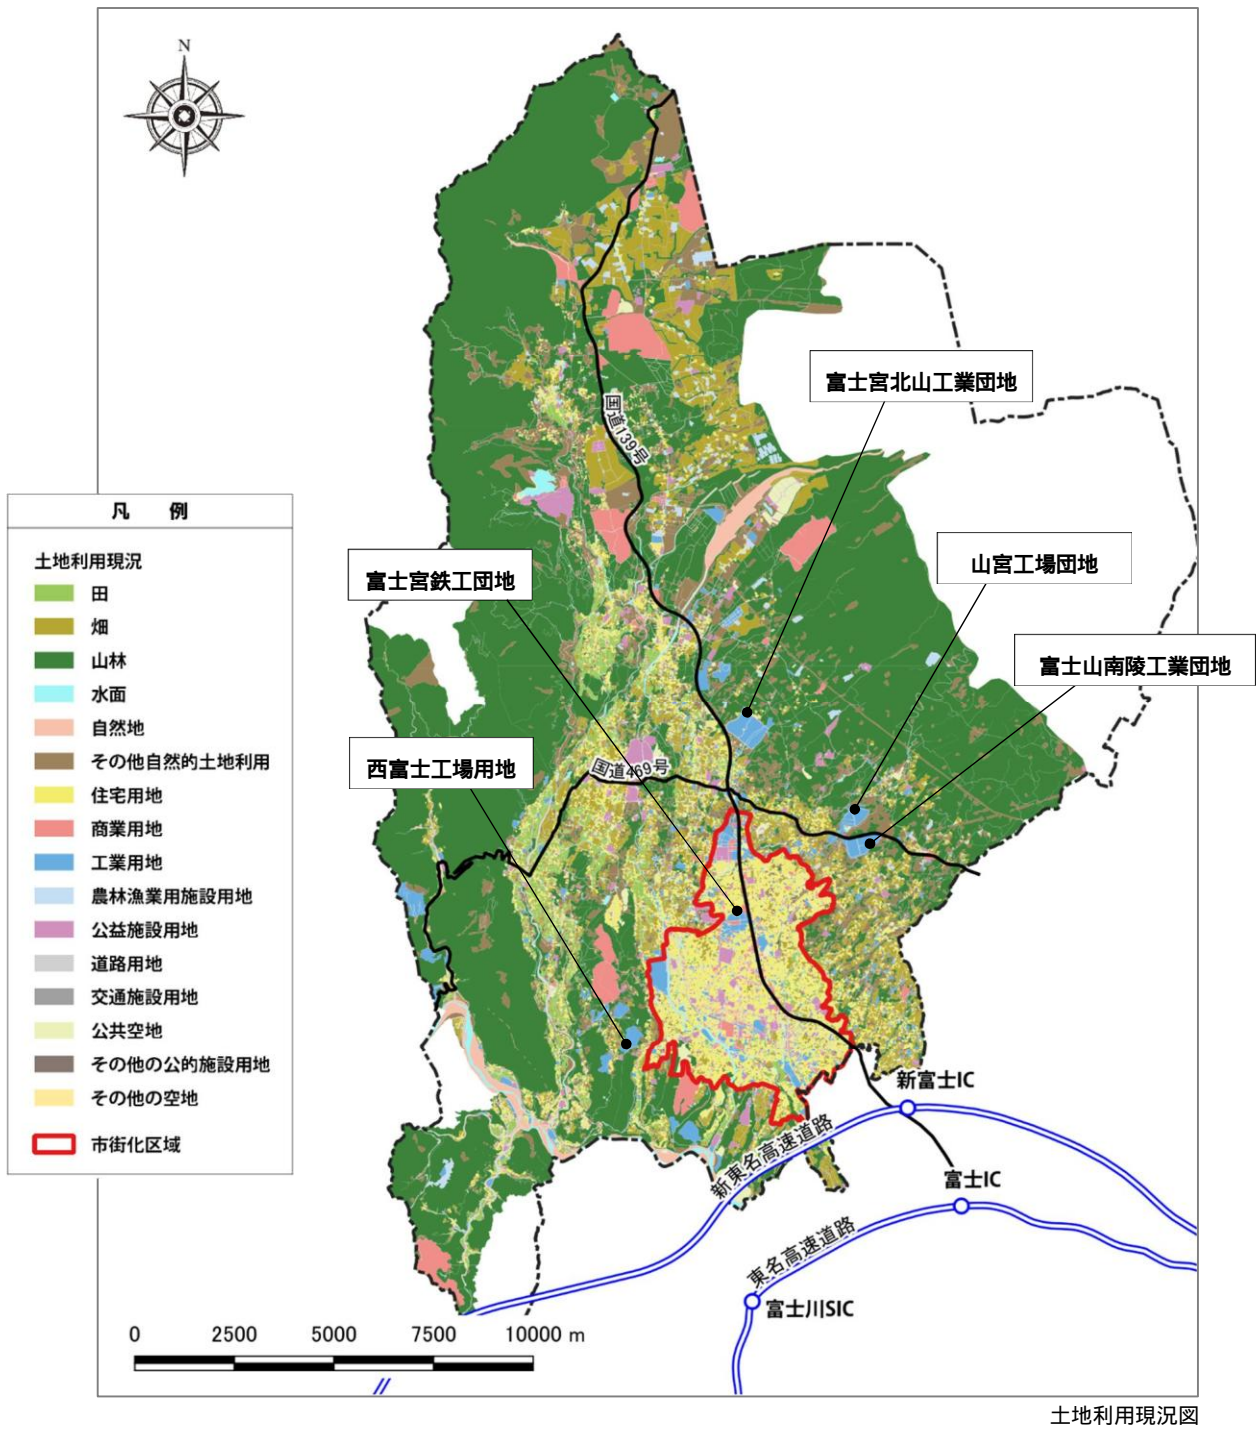 N
富士宮北山工業団地
国道139号
山宮工場団地
富士宮鉄工団地
富士山南陵工業団地
西富士工場用地
国道469号
凡 例
土地利用現況
田
畑
山林
水面
自然地
その他自然的土地利用
住宅用地
商業用地
工業用地
農林漁業用施設用地
公益施設用地
道路用地
交通施設用地
公共空地
その他の公的施設用地
その他の空地
市街化区域
新富士IC
新東名高速道路
富士IC
東名高速道路
富士川SIC
0 2500 5000 7500 10000 m
土地利用現況図